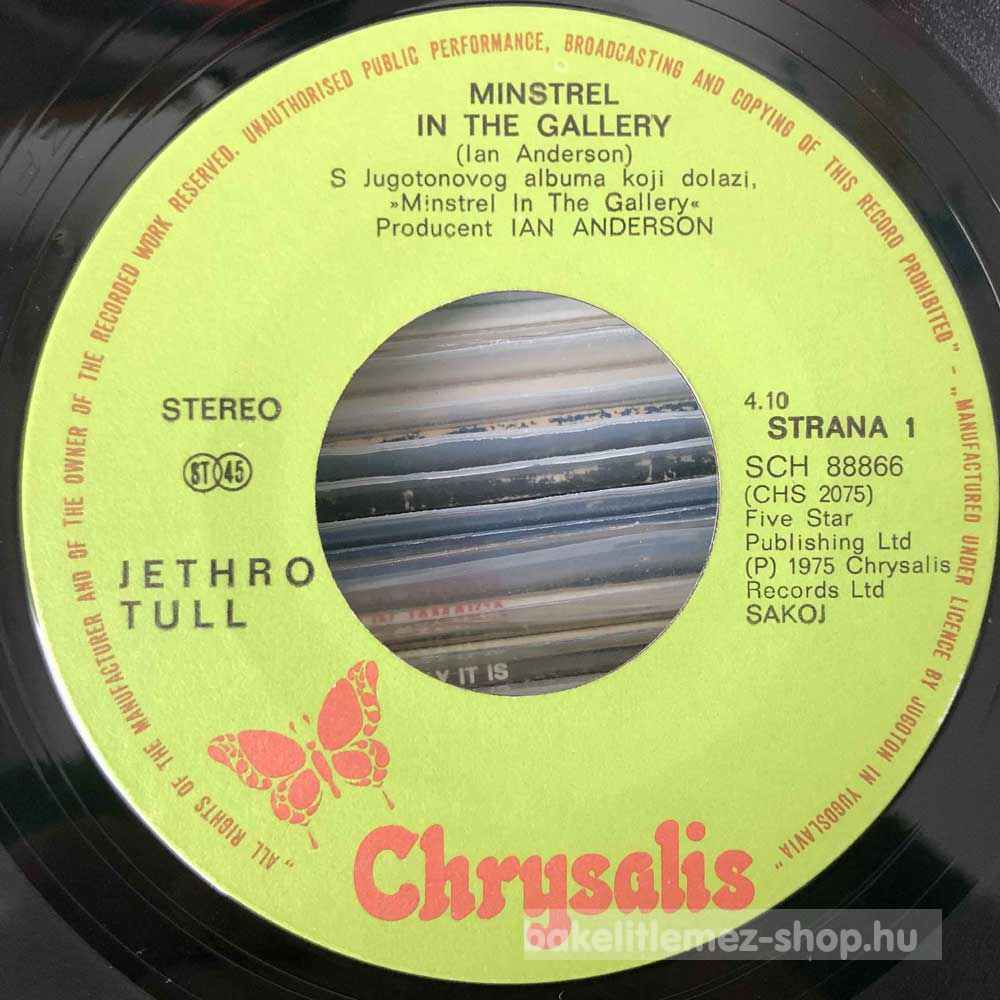 MINSTREL
IN THE GALLERY
(Ian Anderson)
S Jugotonovog albuma koji dolazi,
»Minstrel In The Gallery«
Producent IAN ANDERSON
STEREO
ST 45
JETHRO
TULL
4.10
STRANA 1
SCH 88866
(CHS 2075)
Five Star
Publishing Ltd
(P) 1975 Chrysalis
Records Ltd
SAKOJ
IT IS
Chrysalis
„ALL RIGHTS OF THE MANUFACTURER AND OF THE OWNER OF THE RECORDED WORK RESERVED. UNAUTHORISED PUBLIC PERFORMANCE, BROADCASTING AND COPYING OF THIS RECORD PROHIBITED" - „MANUFACTURED UNDER LICENCE BY JUGOTON IN YUGOSLAVIA"
bakelitlemez-shop.hu